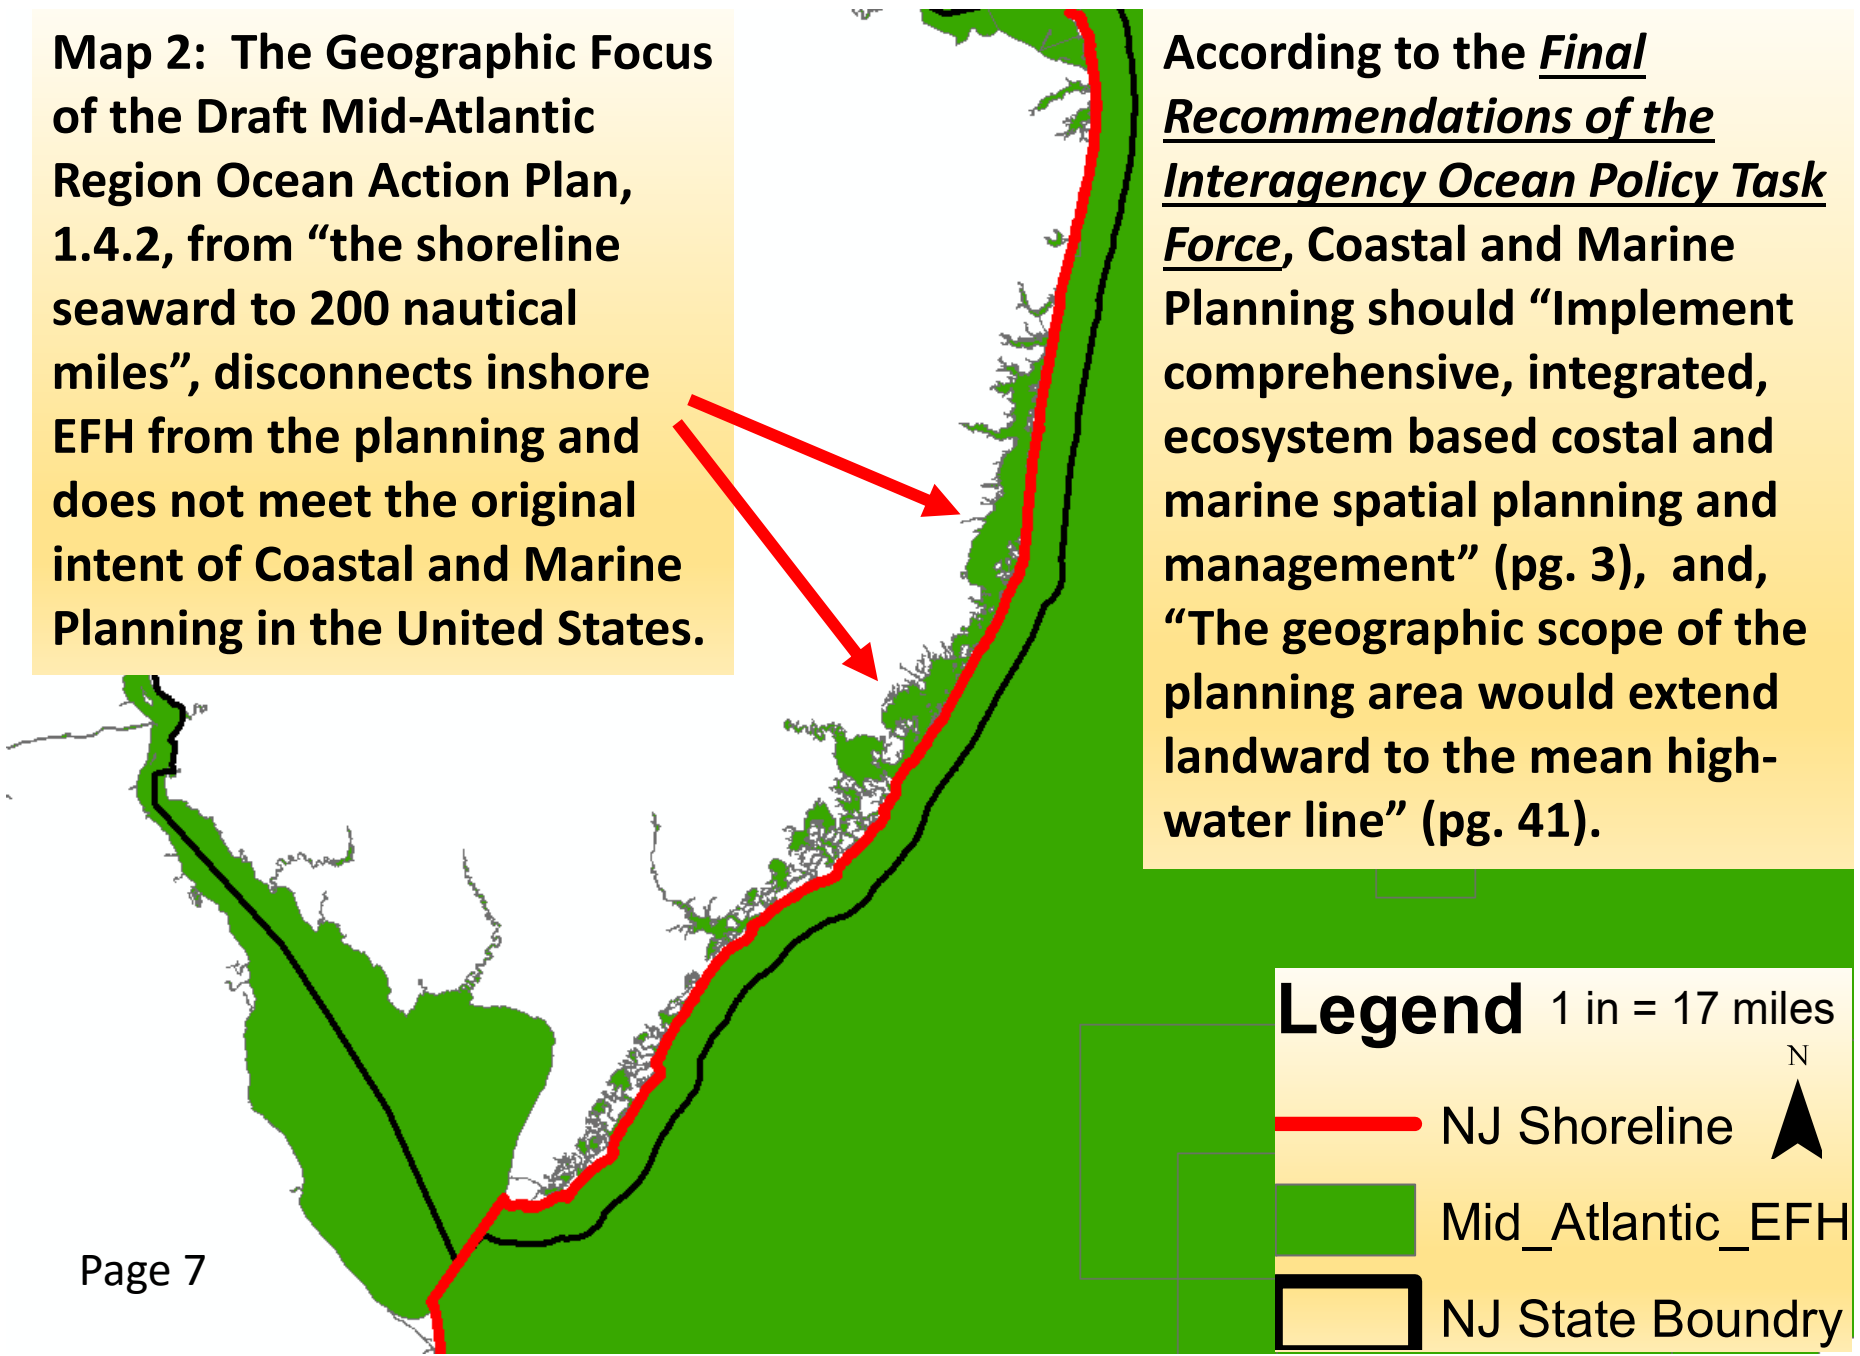 Map 2:  The Geographic Focus
of the Draft Mid-Atlantic
Region Ocean Action Plan,
1.4.2, from “the shoreline
seaward to 200 nautical
miles”, disconnects inshore
EFH from the planning and
does not meet the original
intent of Coastal and Marine
Planning in the United States.
According to the Final
Recommendations of the
Interagency Ocean Policy Task
Force, Coastal and Marine
Planning should “Implement
comprehensive, integrated,
ecosystem based costal and
marine spatial planning and
management” (pg. 3),  and,
“The geographic scope of the
planning area would extend
landward to the mean high-
water line” (pg. 41).
Legend 1 in = 17 miles
N
NJ Shoreline
Mid_Atlantic_EFH
NJ State Boundry
Page 7